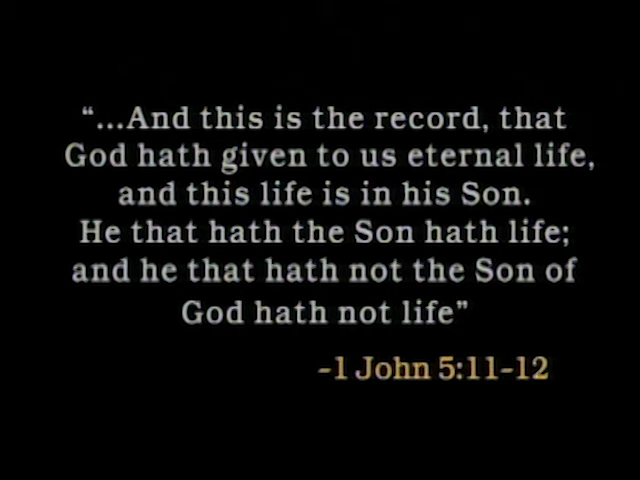 “...And this is the record, that
God hath given to us eternal life,
and this life is in his Son.
He that hath the Son hath life;
and he that hath not the Son of
God hath not life”
-1 John 5:11-12